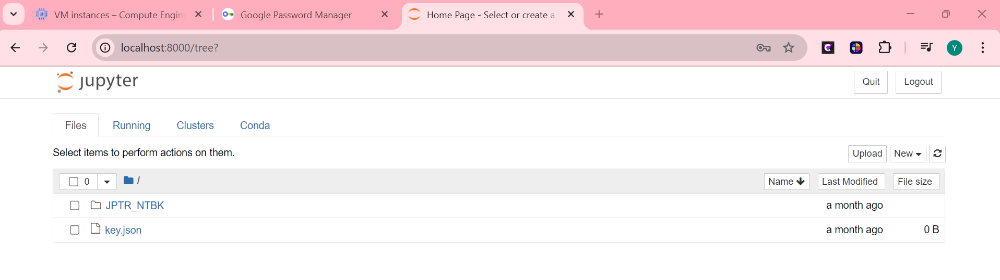 VM instances – Compute Engin
Google Password Manager
Home Page - Select or create a
localhost:8000/tree?
Y
jupyter
Quit
Logout
Files
Running
Clusters
Conda
Select items to perform actions on them.
Upload
New
0
/
Name
Last Modified
File size
JPTR_NTBK
a month ago
key.json
a month ago
0 B